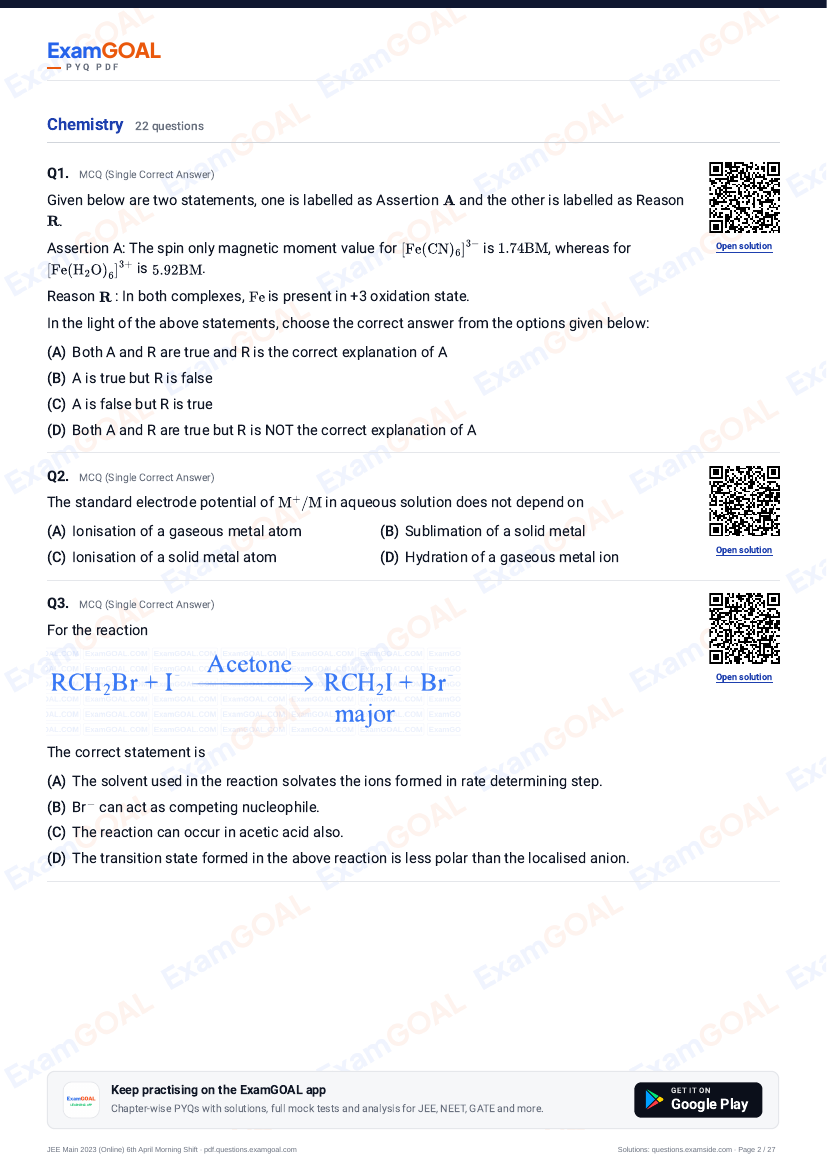 ExamGOAL
PYQ PDF
Chemistry 22 questions
Q1. MCQ (Single Correct Answer)
Given below are two statements, one is labelled as Assertion A and the other is labelled as Reason
R.
Open solution
Assertion A: The spin only magnetic moment value for [Fe(CN)₆]³⁻ is 1.74BM, whereas for
[Fe(H₂O)₆]³⁺ is 5.92BM.
Reason R : In both complexes, Fe is present in +3 oxidation state.
In the light of the above statements, choose the correct answer from the options given below:
(A) Both A and R are true and R is the correct explanation of A
(B) A is true but R is false
(C) A is false but R is true
(D) Both A and R are true but R is NOT the correct explanation of A
Q2. MCQ (Single Correct Answer)
The standard electrode potential of M⁺/M in aqueous solution does not depend on
(A) Ionisation of a gaseous metal atom (B) Sublimation of a solid metal
Open solution
(C) Ionisation of a solid metal atom (D) Hydration of a gaseous metal ion
Q3. MCQ (Single Correct Answer)
For the reaction
Acetone
RCH₂Br + I⁻ ⟶ RCH₂I + Br⁻
major
Open solution
The correct statement is
(A) The solvent used in the reaction solvates the ions formed in rate determining step.
(B) Br⁻ can act as competing nucleophile.
(C) The reaction can occur in acetic acid also.
(D) The transition state formed in the above reaction is less polar than the localised anion.
ExamGOAL
Keep practising on the ExamGOAL app
Chapter-wise PYQs with solutions, full mock tests and analysis for JEE, NEET, GATE and more.
GET IT ON
Google Play
JEE Main 2023 (Online) 6th April Morning Shift · pdf.questions.examgoal.com
Solutions: questions.examside.com · Page 2 / 27